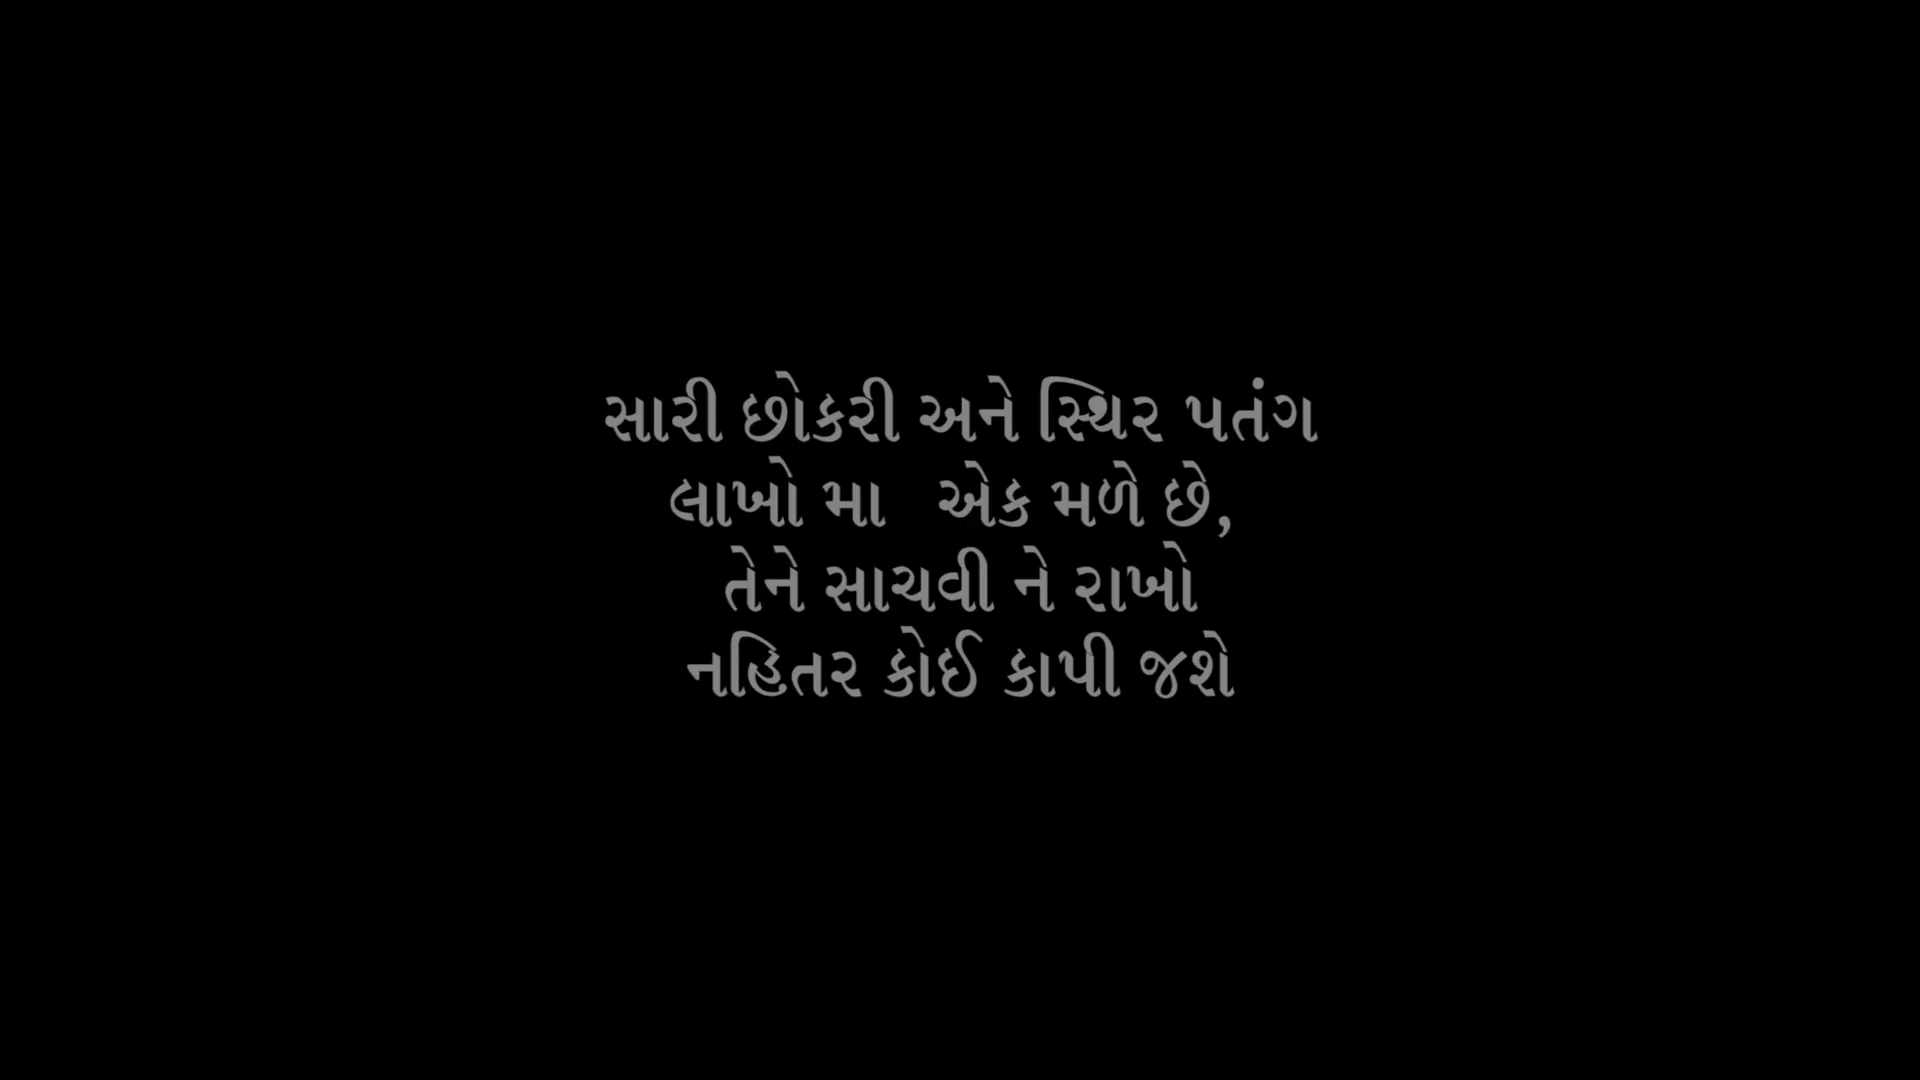 સારી છોકરી અને સ્થિર પતંગ
લાખો મા   એક મળે છે,
તેને સાચવી ને રાખો
નહિતર કોઈ કાપી જશે